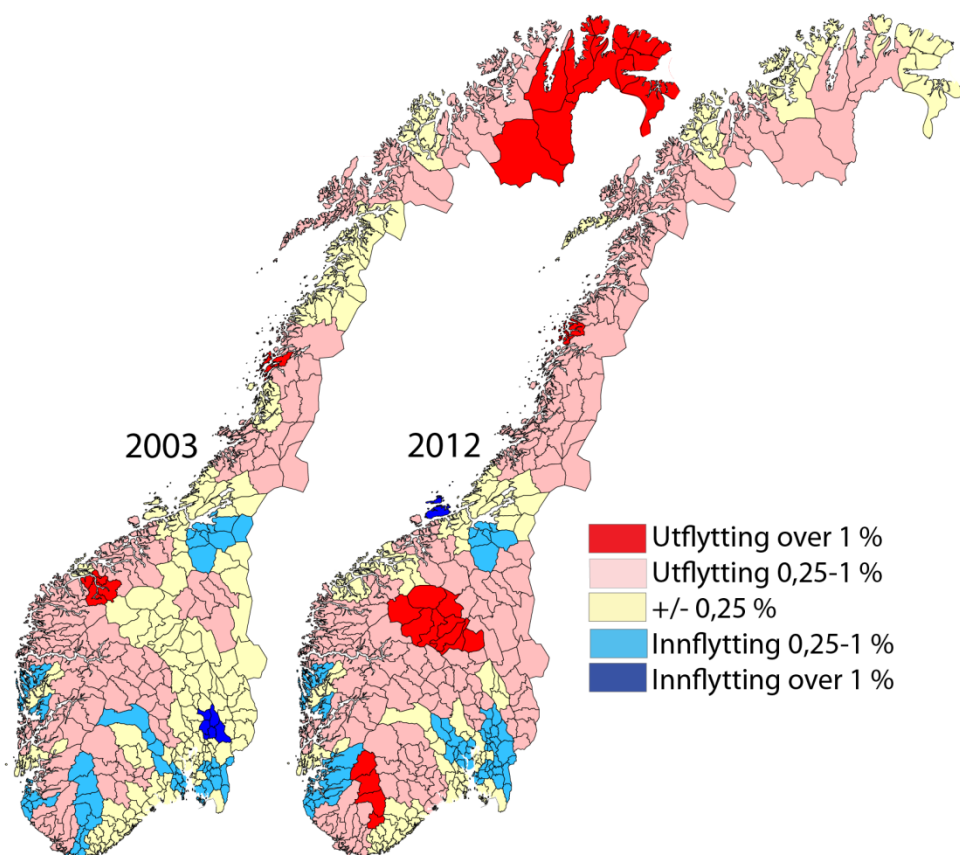 2003
2012
Utflytting over 1 %
Utflytting 0,25-1 %
+/- 0,25 %
Innflytting 0,25-1 %
Innflytting over 1 %